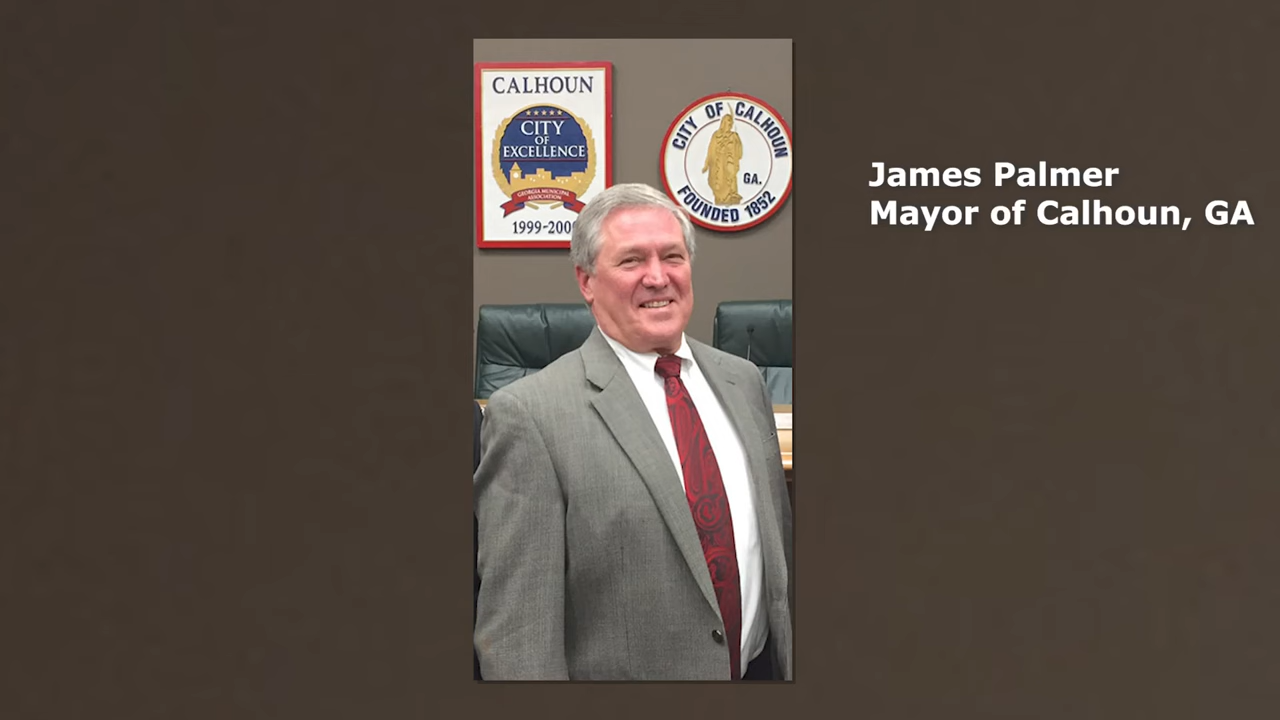 CALHOUN
CITY
OF
EXCELLENCE
GEORGIA MUNICIPAL
ASSOCIATION
1999-200
CITY OF CALHOUN
GA.
FOUNDED 1852
James Palmer
Mayor of Calhoun, GA